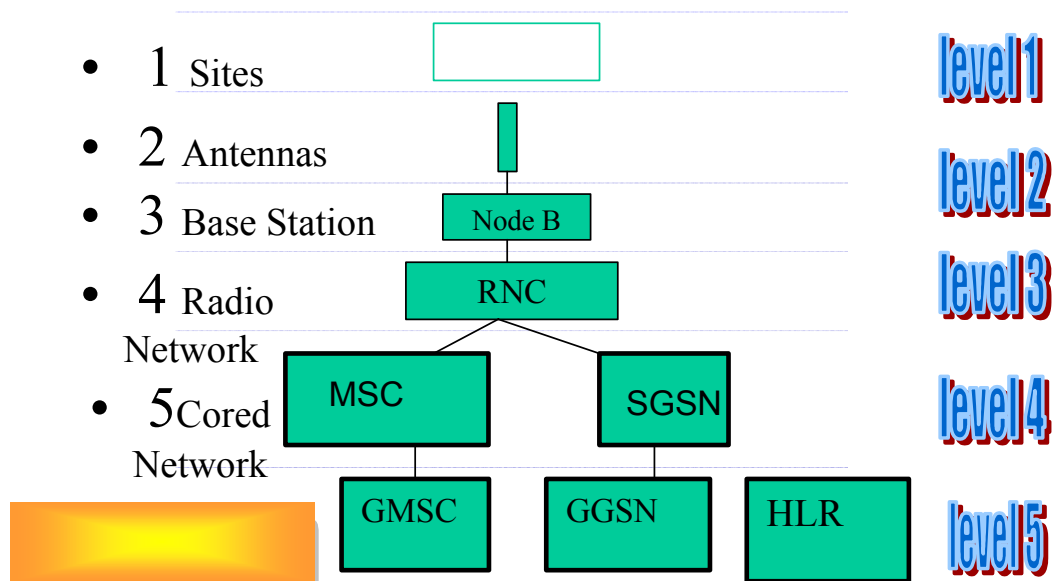 • 1 Sites
level 1
• 2 Antennas
level 2
• 3 Base Station
Node B
• 4 Radio
Network
RNC
level 3
MSC
SGSN
• 5Cored
Network
level 4
GMSC
GGSN
HLR
level 5